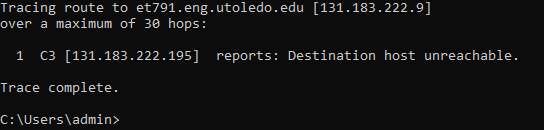 Tracing route to et791.eng.utoledo.edu [131.183.222.9]
over a maximum of 30 hops:
1 C3 [131.183.222.195] reports: Destination host unreachable.
Trace complete.
C:\Users\admin>